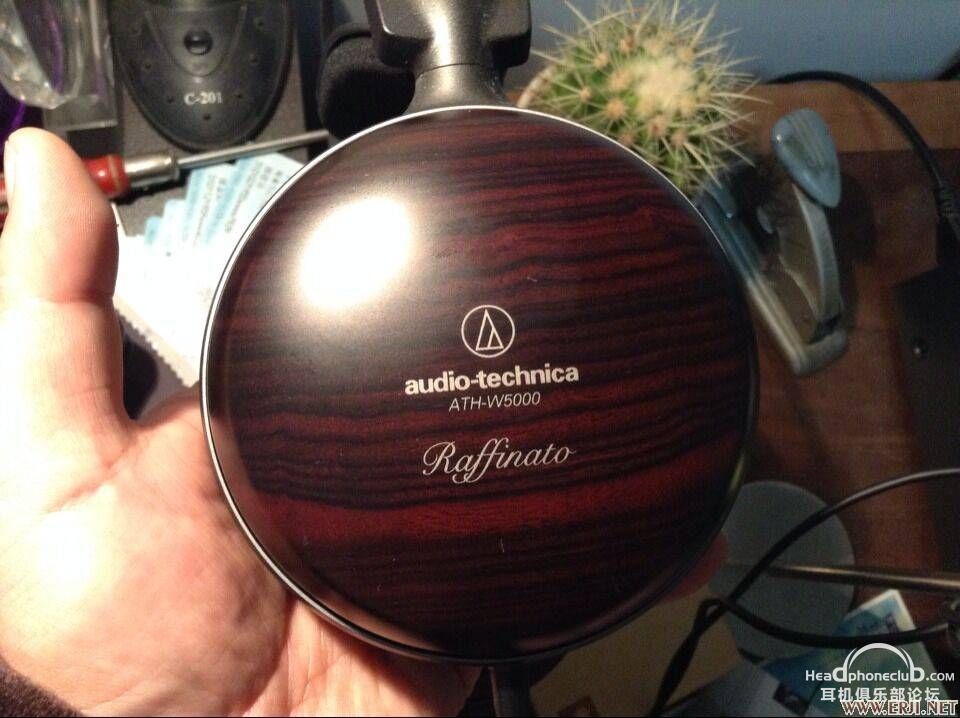 C-201
audio-technica
ATH-W5000
Raffinato
Headphoneclub.com
耳机俱乐部论坛
WWW.ERJI.NET